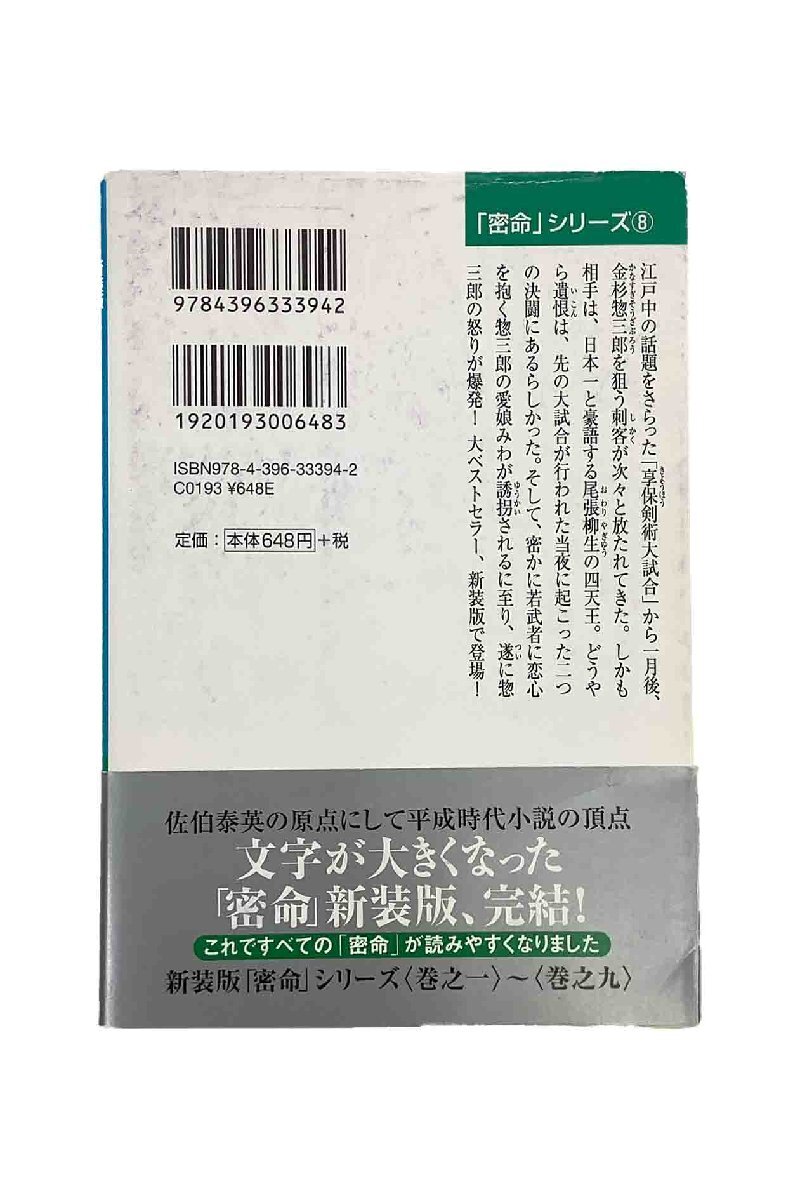 「密命」シリーズ⑧
江戸中の話題をさらった「享保剣術大試合」から一月後、
金杉惣三郎を狙う刺客が次々と放たれてきた。しかも
相手は、日本一と豪語する尾張柳生の四天王。どうや
ら遺恨は、先の大試合が行われた当夜に起こった二つ
の決闘にあるらしかった。そして、密かに若武者に恋心
を抱く惣三郎の愛娘みわが誘拐されるに至り、遂に惣
三郎の怒りが爆発！大ベストセラー、新装版で登場！
9784396333942
1920193006483
ISBN978-4-396-33394-2
C0193 ¥648E
定価：本体648円+税
佐伯泰英の原点にして平成時代小説の頂点
文字が大きくなった
「密命」新装版、完結！
これですべての「密命」が読みやすくなりました
新装版「密命」シリーズ〈巻之一〉～〈巻之九〉